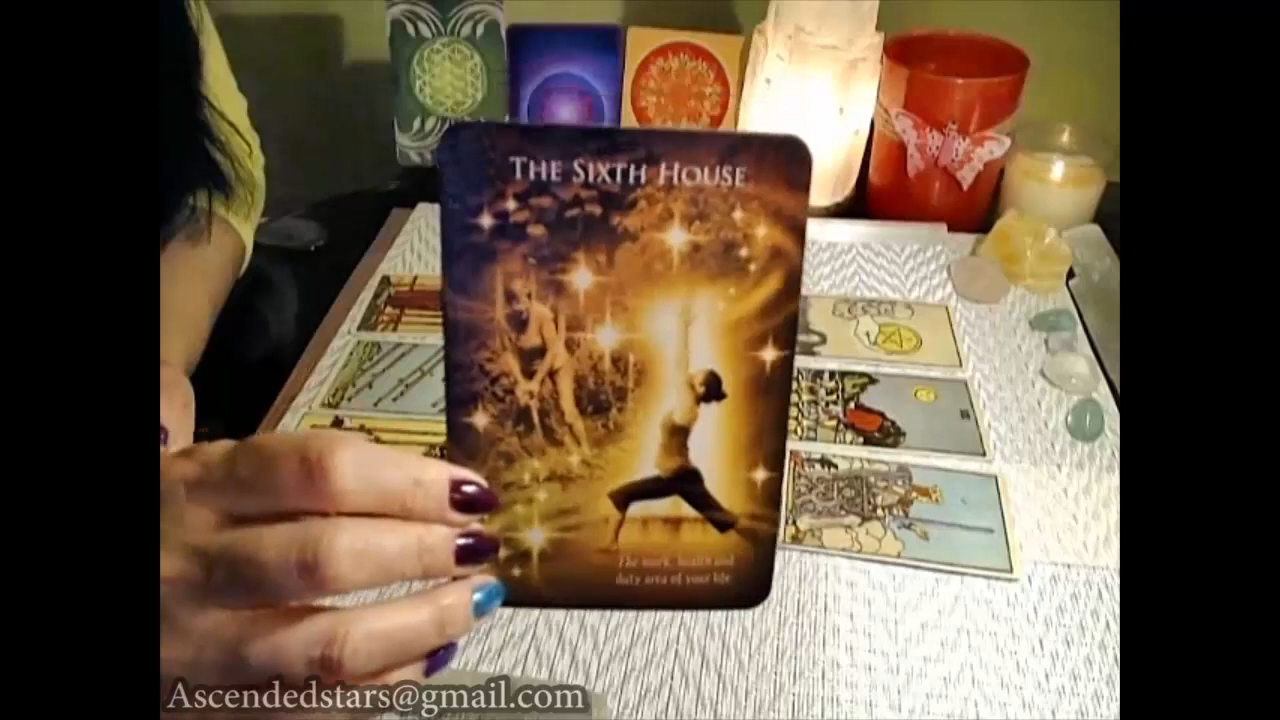 THE SIXTH HOUSE
The work, health and
duty area of your life
Ascendedstars@gmail.com